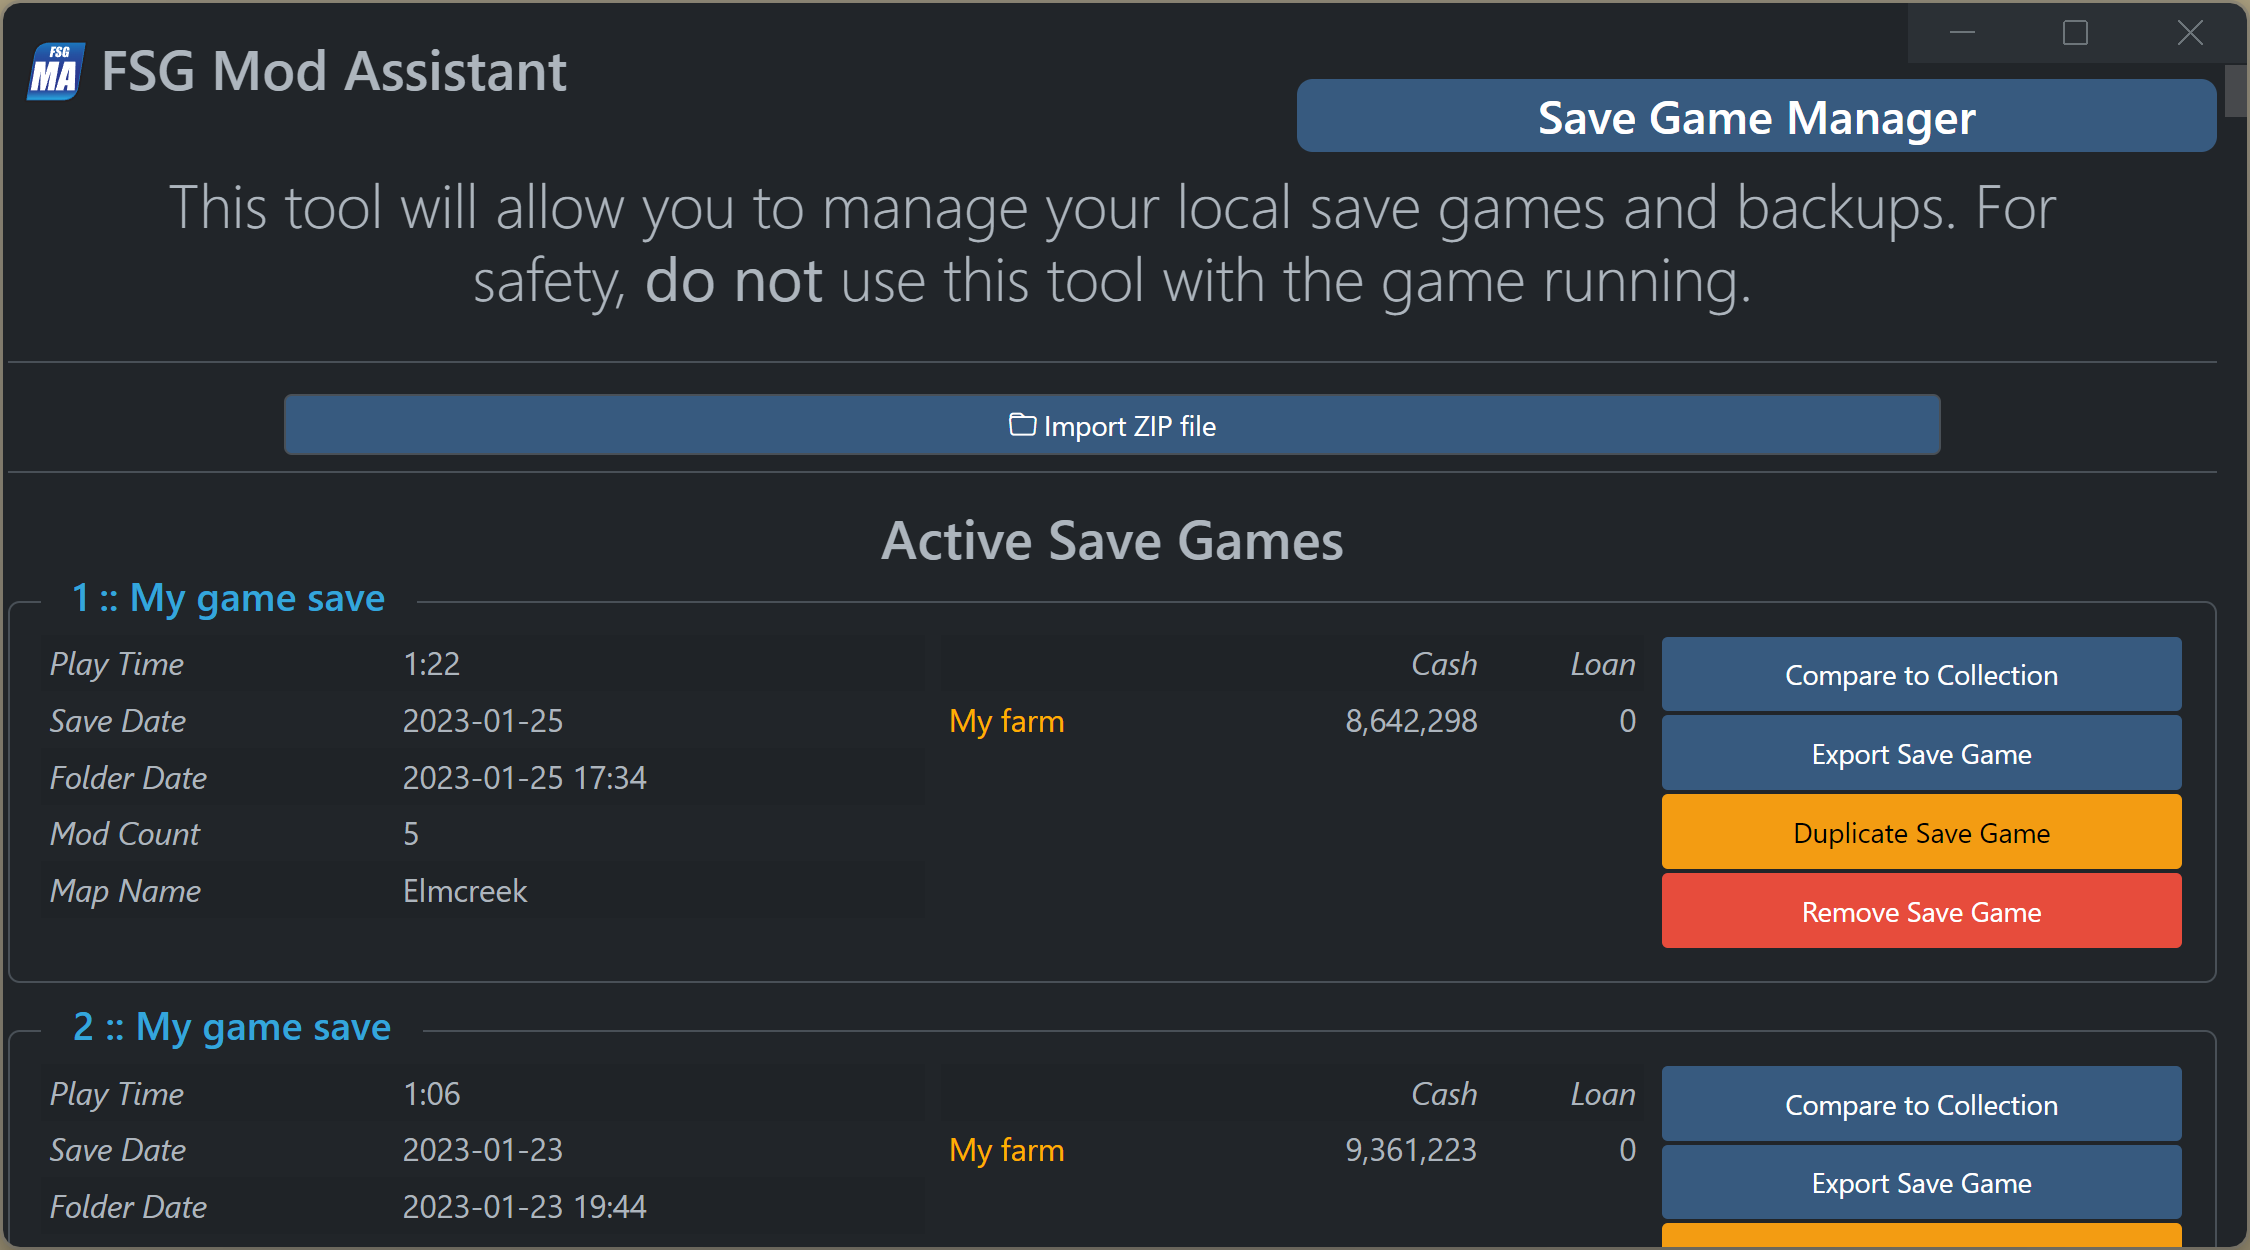 FSG
MA
FSG Mod Assistant
Save Game Manager
This tool will allow you to manage your local save games and backups. For
safety, do not use this tool with the game running.
Import ZIP file
Active Save Games
1 :: My game save
Play Time 1:22
Save Date 2023-01-25
Folder Date 2023-01-25 17:34
Mod Count 5
Map Name Elmcreek
Cash Loan
My farm 8,642,298 0
Compare to Collection
Export Save Game
Duplicate Save Game
Remove Save Game
2 :: My game save
Play Time 1:06
Save Date 2023-01-23
Folder Date 2023-01-23 19:44
Cash Loan
My farm 9,361,223 0
Compare to Collection
Export Save Game